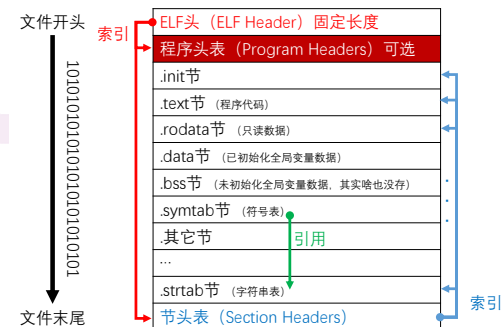 文件开头
索引
ELF头（ELF Header）固定长度
程序头表（Program Headers）可选
.init节
.text节（程序代码）
.rodata节（只读数据）
.data节（已初始化全局变量数据）
.bss节（未初始化全局变量数据，其实啥也没存）
.symtab节（符号表）
.其它节
引用
...
.strtab节（字符串表）
节头表（Section Headers）
索引
. . .
10101010101010101010101
文件末尾